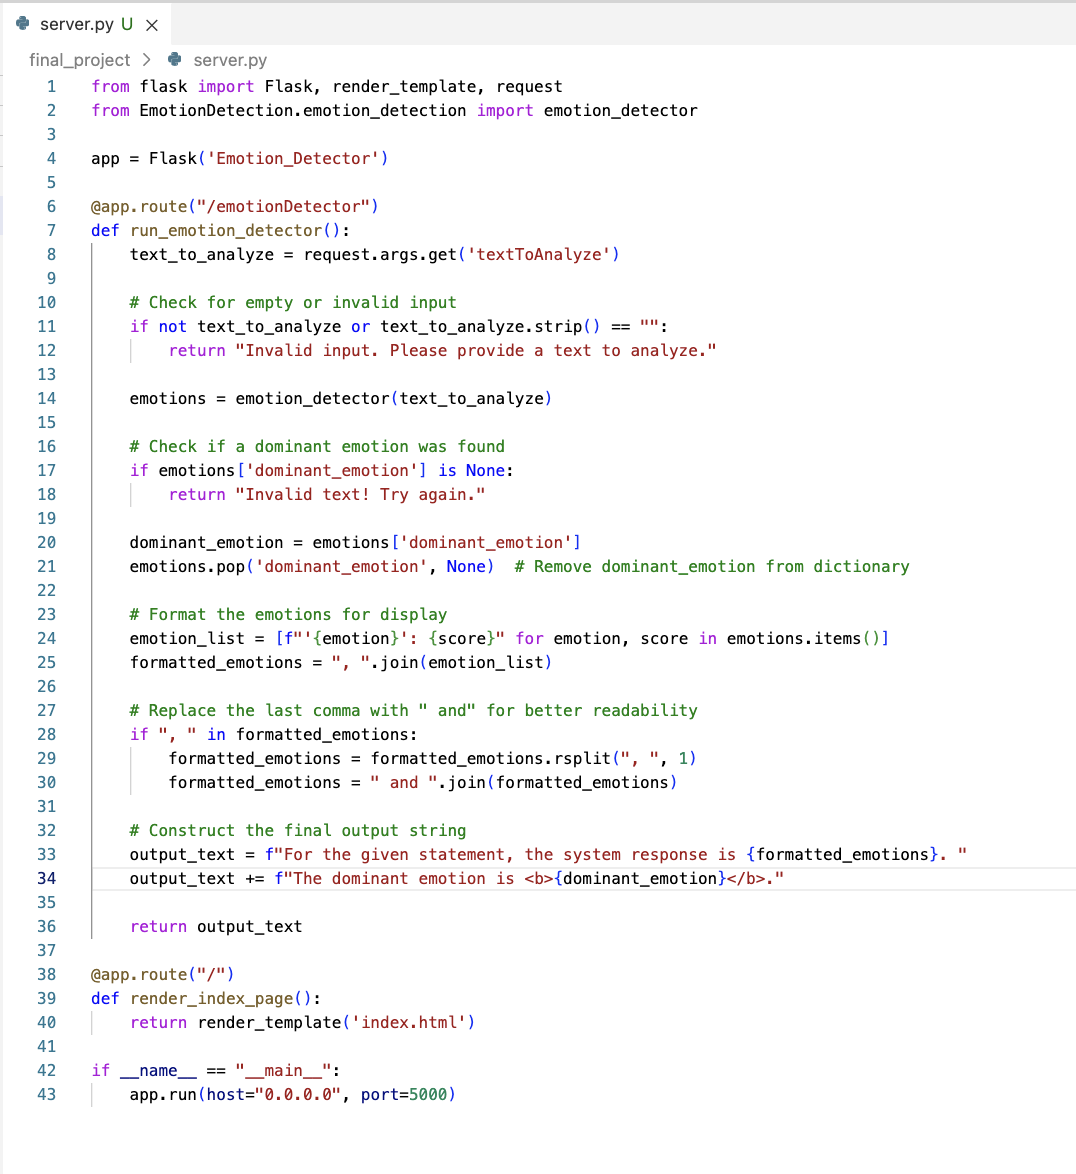 server.py U
final_project > server.py
1 from flask import Flask, render_template, request
2 from EmotionDetection.emotion_detection import emotion_detector
3
4 app = Flask('Emotion_Detector')
5
6 @app.route("/emotionDetector")
7 def run_emotion_detector():
8     text_to_analyze = request.args.get('textToAnalyze')
9
10     # Check for empty or invalid input
11     if not text_to_analyze or text_to_analyze.strip() == "":
12         return "Invalid input. Please provide a text to analyze."
13
14     emotions = emotion_detector(text_to_analyze)
15
16     # Check if a dominant emotion was found
17     if emotions['dominant_emotion'] is None:
18         return "Invalid text! Try again."
19
20     dominant_emotion = emotions['dominant_emotion']
21     emotions.pop('dominant_emotion', None)  # Remove dominant_emotion from dictionary
22
23     # Format the emotions for display
24     emotion_list = [f"'{emotion}': {score}" for emotion, score in emotions.items()]
25     formatted_emotions = ", ".join(emotion_list)
26
27     # Replace the last comma with " and" for better readability
28     if ", " in formatted_emotions:
29         formatted_emotions = formatted_emotions.rsplit(", ", 1)
30         formatted_emotions = " and ".join(formatted_emotions)
31
32     # Construct the final output string
33     output_text = f"For the given statement, the system response is {formatted_emotions}. "
34     output_text += f"The dominant emotion is <b>{dominant_emotion}</b>."
35
36     return output_text
37
38 @app.route("/")
39 def render_index_page():
40     return render_template('index.html')
41
42 if __name__ == "__main__":
43     app.run(host="0.0.0.0", port=5000)